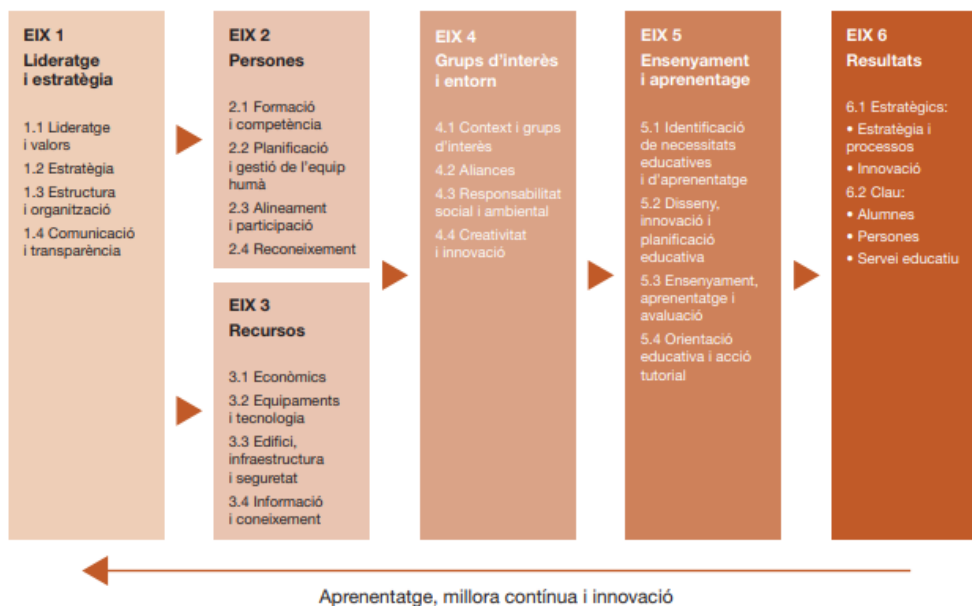 EIX 1
Lideratge
i estratègia
1.1 Lideratge
i valors
1.2 Estratègia
1.3 Estructura
i organització
1.4 Comunicació
i transparència
EIX 2
Persones
2.1 Formació
i competència
2.2 Planificació
i gestió de l'equip
humà
2.3 Alineament
i participació
2.4 Reconeixement
EIX 3
Recursos
3.1 Econòmics
3.2 Equipaments
i tecnologia
3.3 Edifici,
infraestructura
i seguretat
3.4 Informació
i coneixement
EIX 4
Grups d'interès
i entorn
4.1 Context i grups
d'interès
4.2 Aliances
4.3 Responsabilitat
social i ambiental
4.4 Creativitat
i innovació
EIX 5
Ensenyament
i aprenentage
5.1 Identificació
de necessitats
educatives
i d'aprenentatge
5.2 Disseny,
innovació i
planificació
educativa
5.3 Ensenyament,
aprenentatge i
avaluació
5.4 Orientació
educativa i acció
tutorial
EIX 6
Resultats
6.1 Estratègics:
• Estratègia i
processos
• Innovació
6.2 Clau:
• Alumnes
• Persones
• Servei educatiu
Aprenentatge, millora contínua i innovació